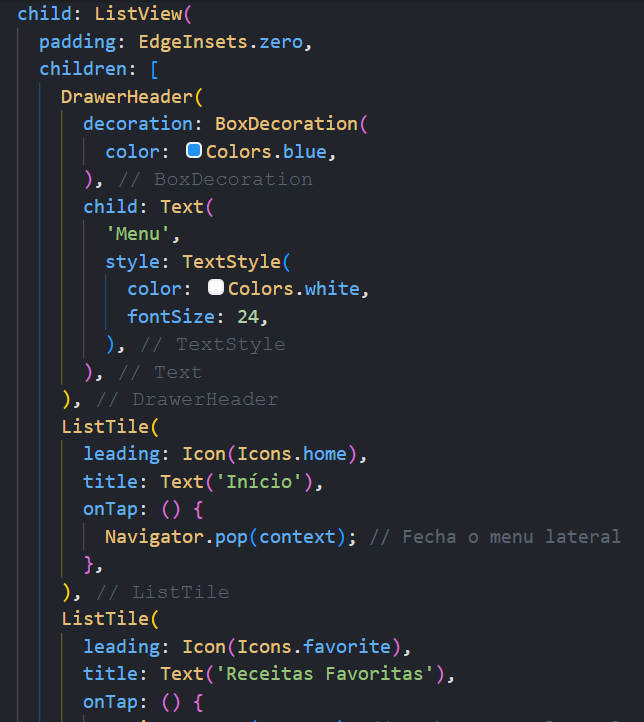 child: ListView(
padding: EdgeInsets.zero,
children: [
DrawerHeader(
decoration: BoxDecoration(
color: Colors.blue,
), // BoxDecoration
child: Text(
'Menu',
style: TextStyle(
color: Colors.white,
fontSize: 24,
), // TextStyle
), // Text
), // DrawerHeader
ListTile(
leading: Icon(Icons.home),
title: Text('Início'),
onTap: () {
Navigator.pop(context); // Fecha o menu lateral
},
), // ListTile
ListTile(
leading: Icon(Icons.favorite),
title: Text('Receitas Favoritas'),
onTap: () {